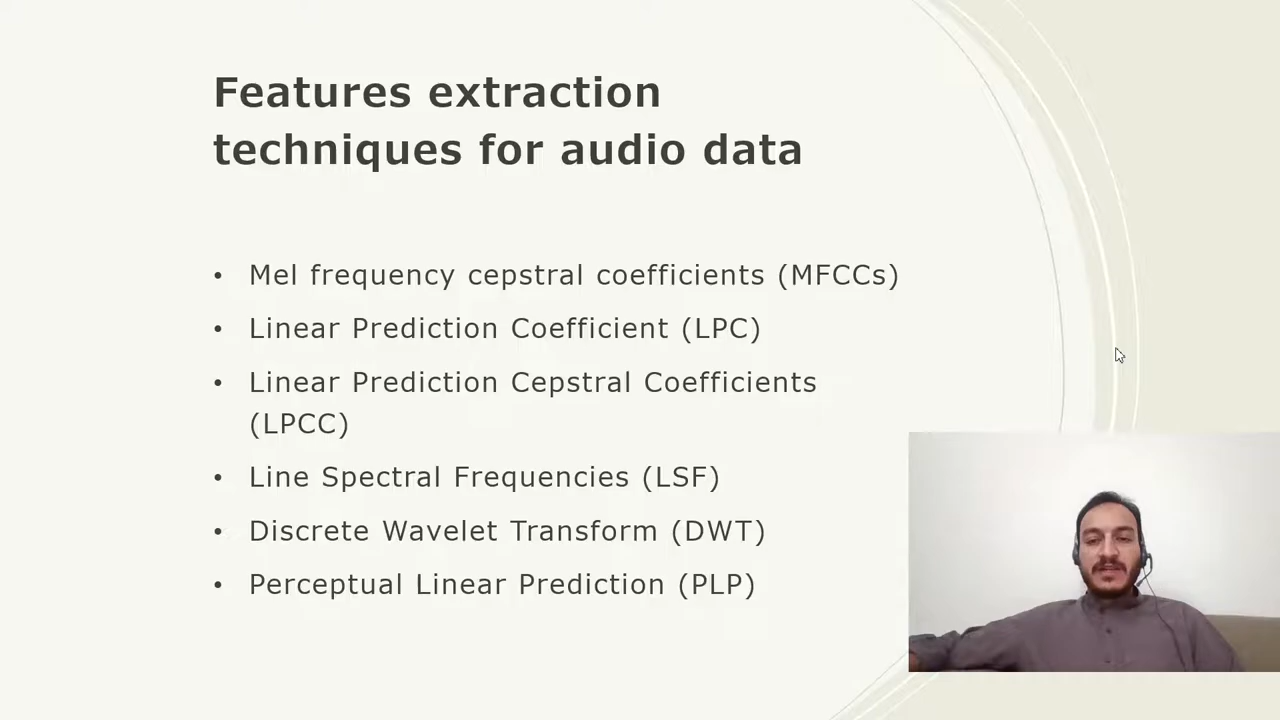 Features extraction
techniques for audio data
• Mel frequency cepstral coefficients (MFCCs)
• Linear Prediction Coefficient (LPC)
• Linear Prediction Cepstral Coefficients
(LPCC)
• Line Spectral Frequencies (LSF)
• Discrete Wavelet Transform (DWT)
• Perceptual Linear Prediction (PLP)